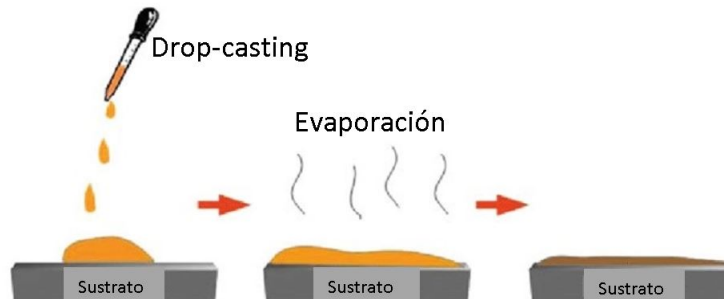 Drop-casting
Evaporación
Sustrato
Sustrato
Sustrato